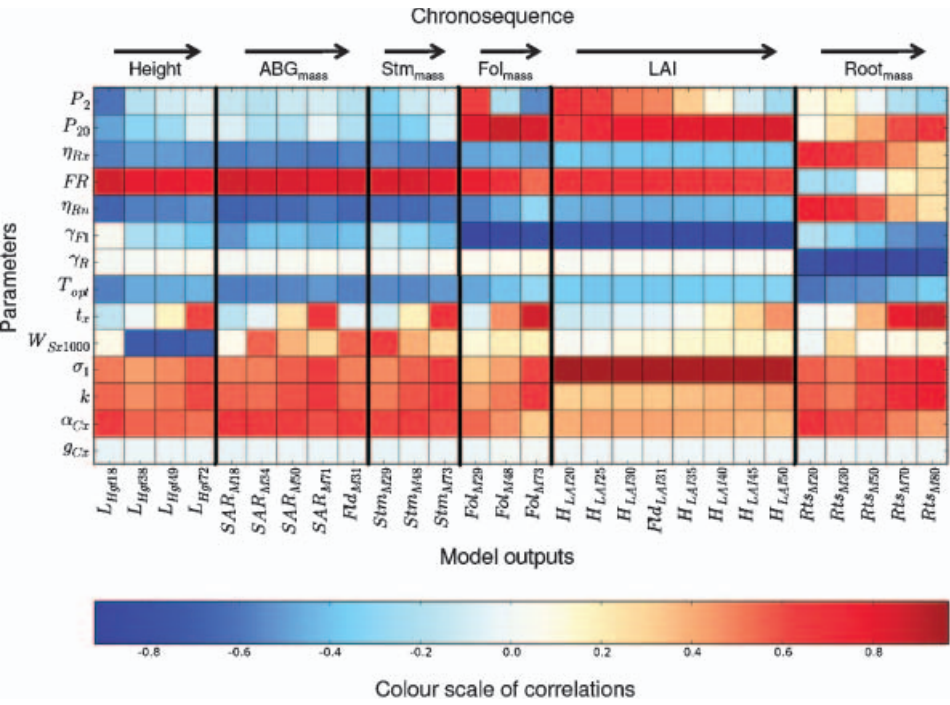 Chronosequence
Height ABG_mass Stm_mass Fol_mass LAI Root_mass
Parameters
P_2
P_20
η_Rx
FR
η_Rn
γ_F1
γ_R
T_opt
t_x
W_Sx1000
σ_1
k
α_Cx
g_Cx
L_Hgt18 L_Hgt38 L_Hgt49 L_Hgt72 SAR_M18 SAR_M34 SAR_M50 SAR_M71 Fld_M31 Stm_M29 Stm_M48 Stm_M73 Fol_M29 Fol_M48 Fol_M73 H_LAI20 H_LAI25 H_LAI30 Fld_LAI31 H_LAI35 H_LAI40 H_LAI45 H_LAI50 Rts_M20 Rts_M30 Rts_M50 Rts_M70 Rts_M80
Model outputs
-0.8 -0.6 -0.4 -0.2 0.0 0.2 0.4 0.6 0.8
Colour scale of correlations